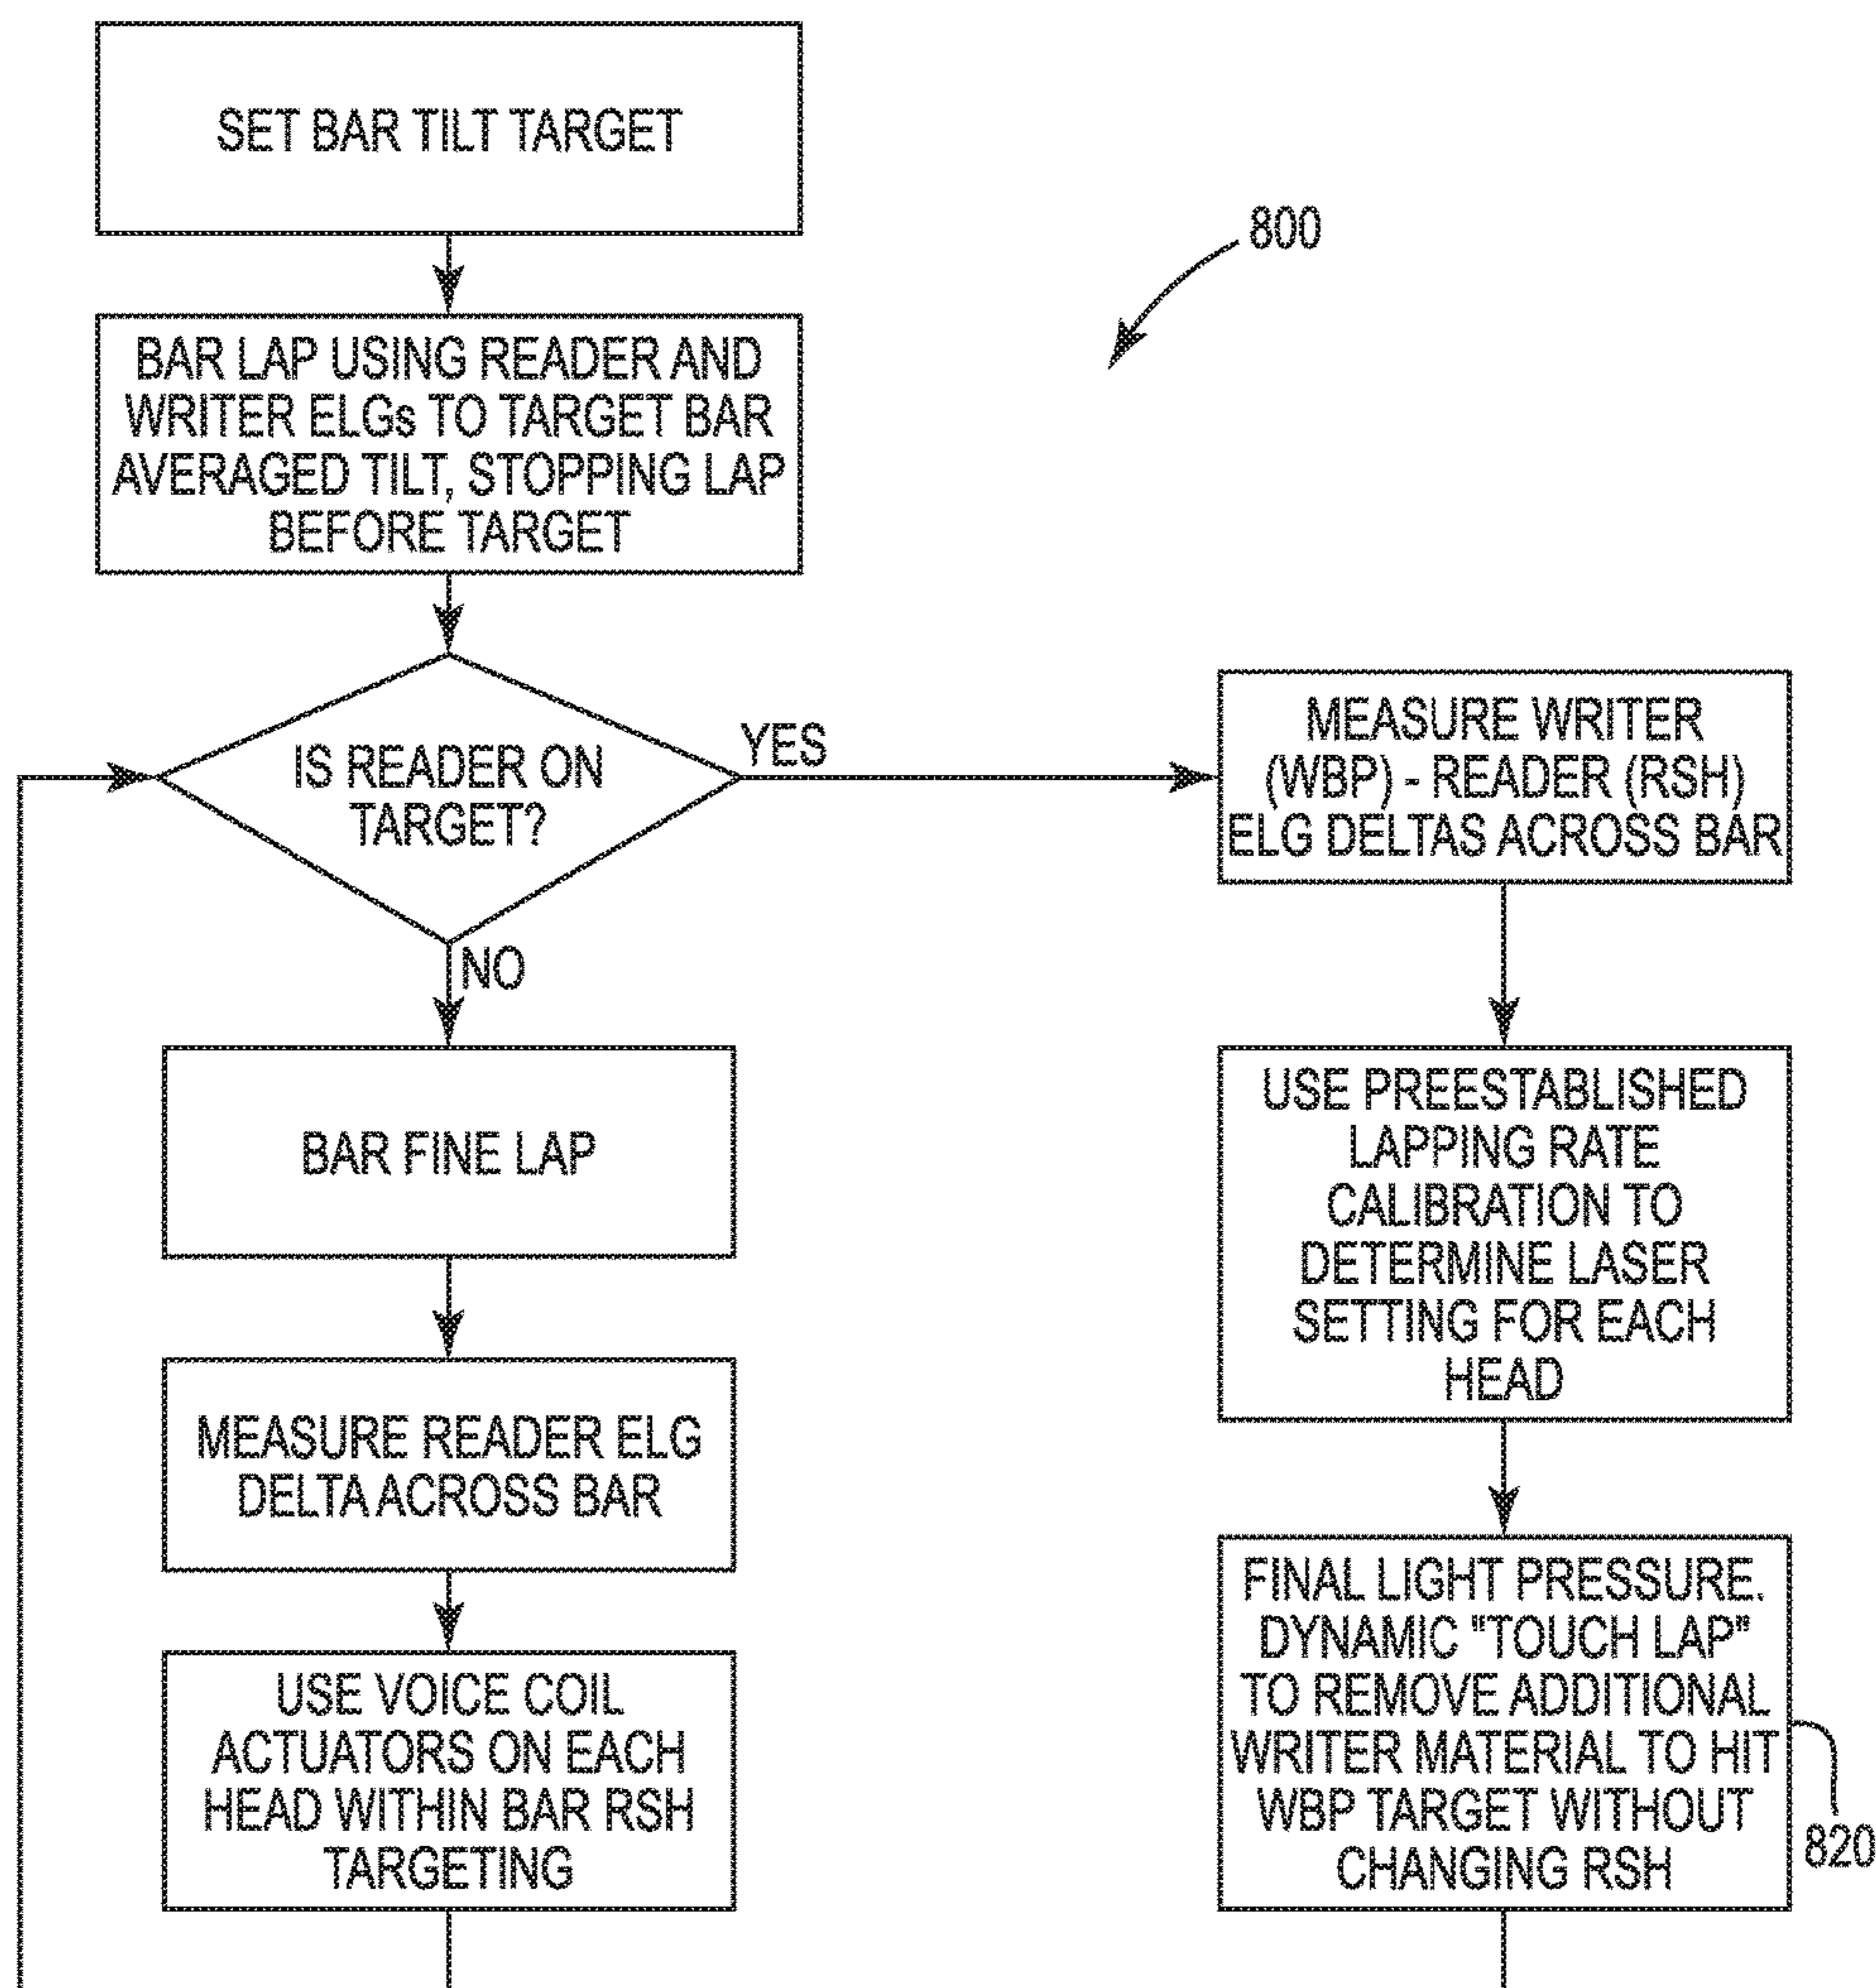 SET BAR TILT TARGET
800
BAR LAP USING READER AND
WRITER ELGs TO TARGET BAR
AVERAGED TILT, STOPPING LAP
BEFORE TARGET
IS READER ON
TARGET?
YES
NO
BAR FINE LAP
MEASURE READER ELG
DELTA ACROSS BAR
USE VOICE COIL
ACTUATORS ON EACH
HEAD WITHIN BAR RSH
TARGETING
MEASURE WRITER
(WBP) - READER (RSH)
ELG DELTAS ACROSS BAR
USE PREESTABLISHED
LAPPING RATE
CALIBRATION TO
DETERMINE LASER
SETTING FOR EACH
HEAD
FINAL LIGHT PRESSURE.
DYNAMIC "TOUCH LAP"
TO REMOVE ADDITIONAL
WRITER MATERIAL TO HIT
WBP TARGET WITHOUT
CHANGING RSH
820